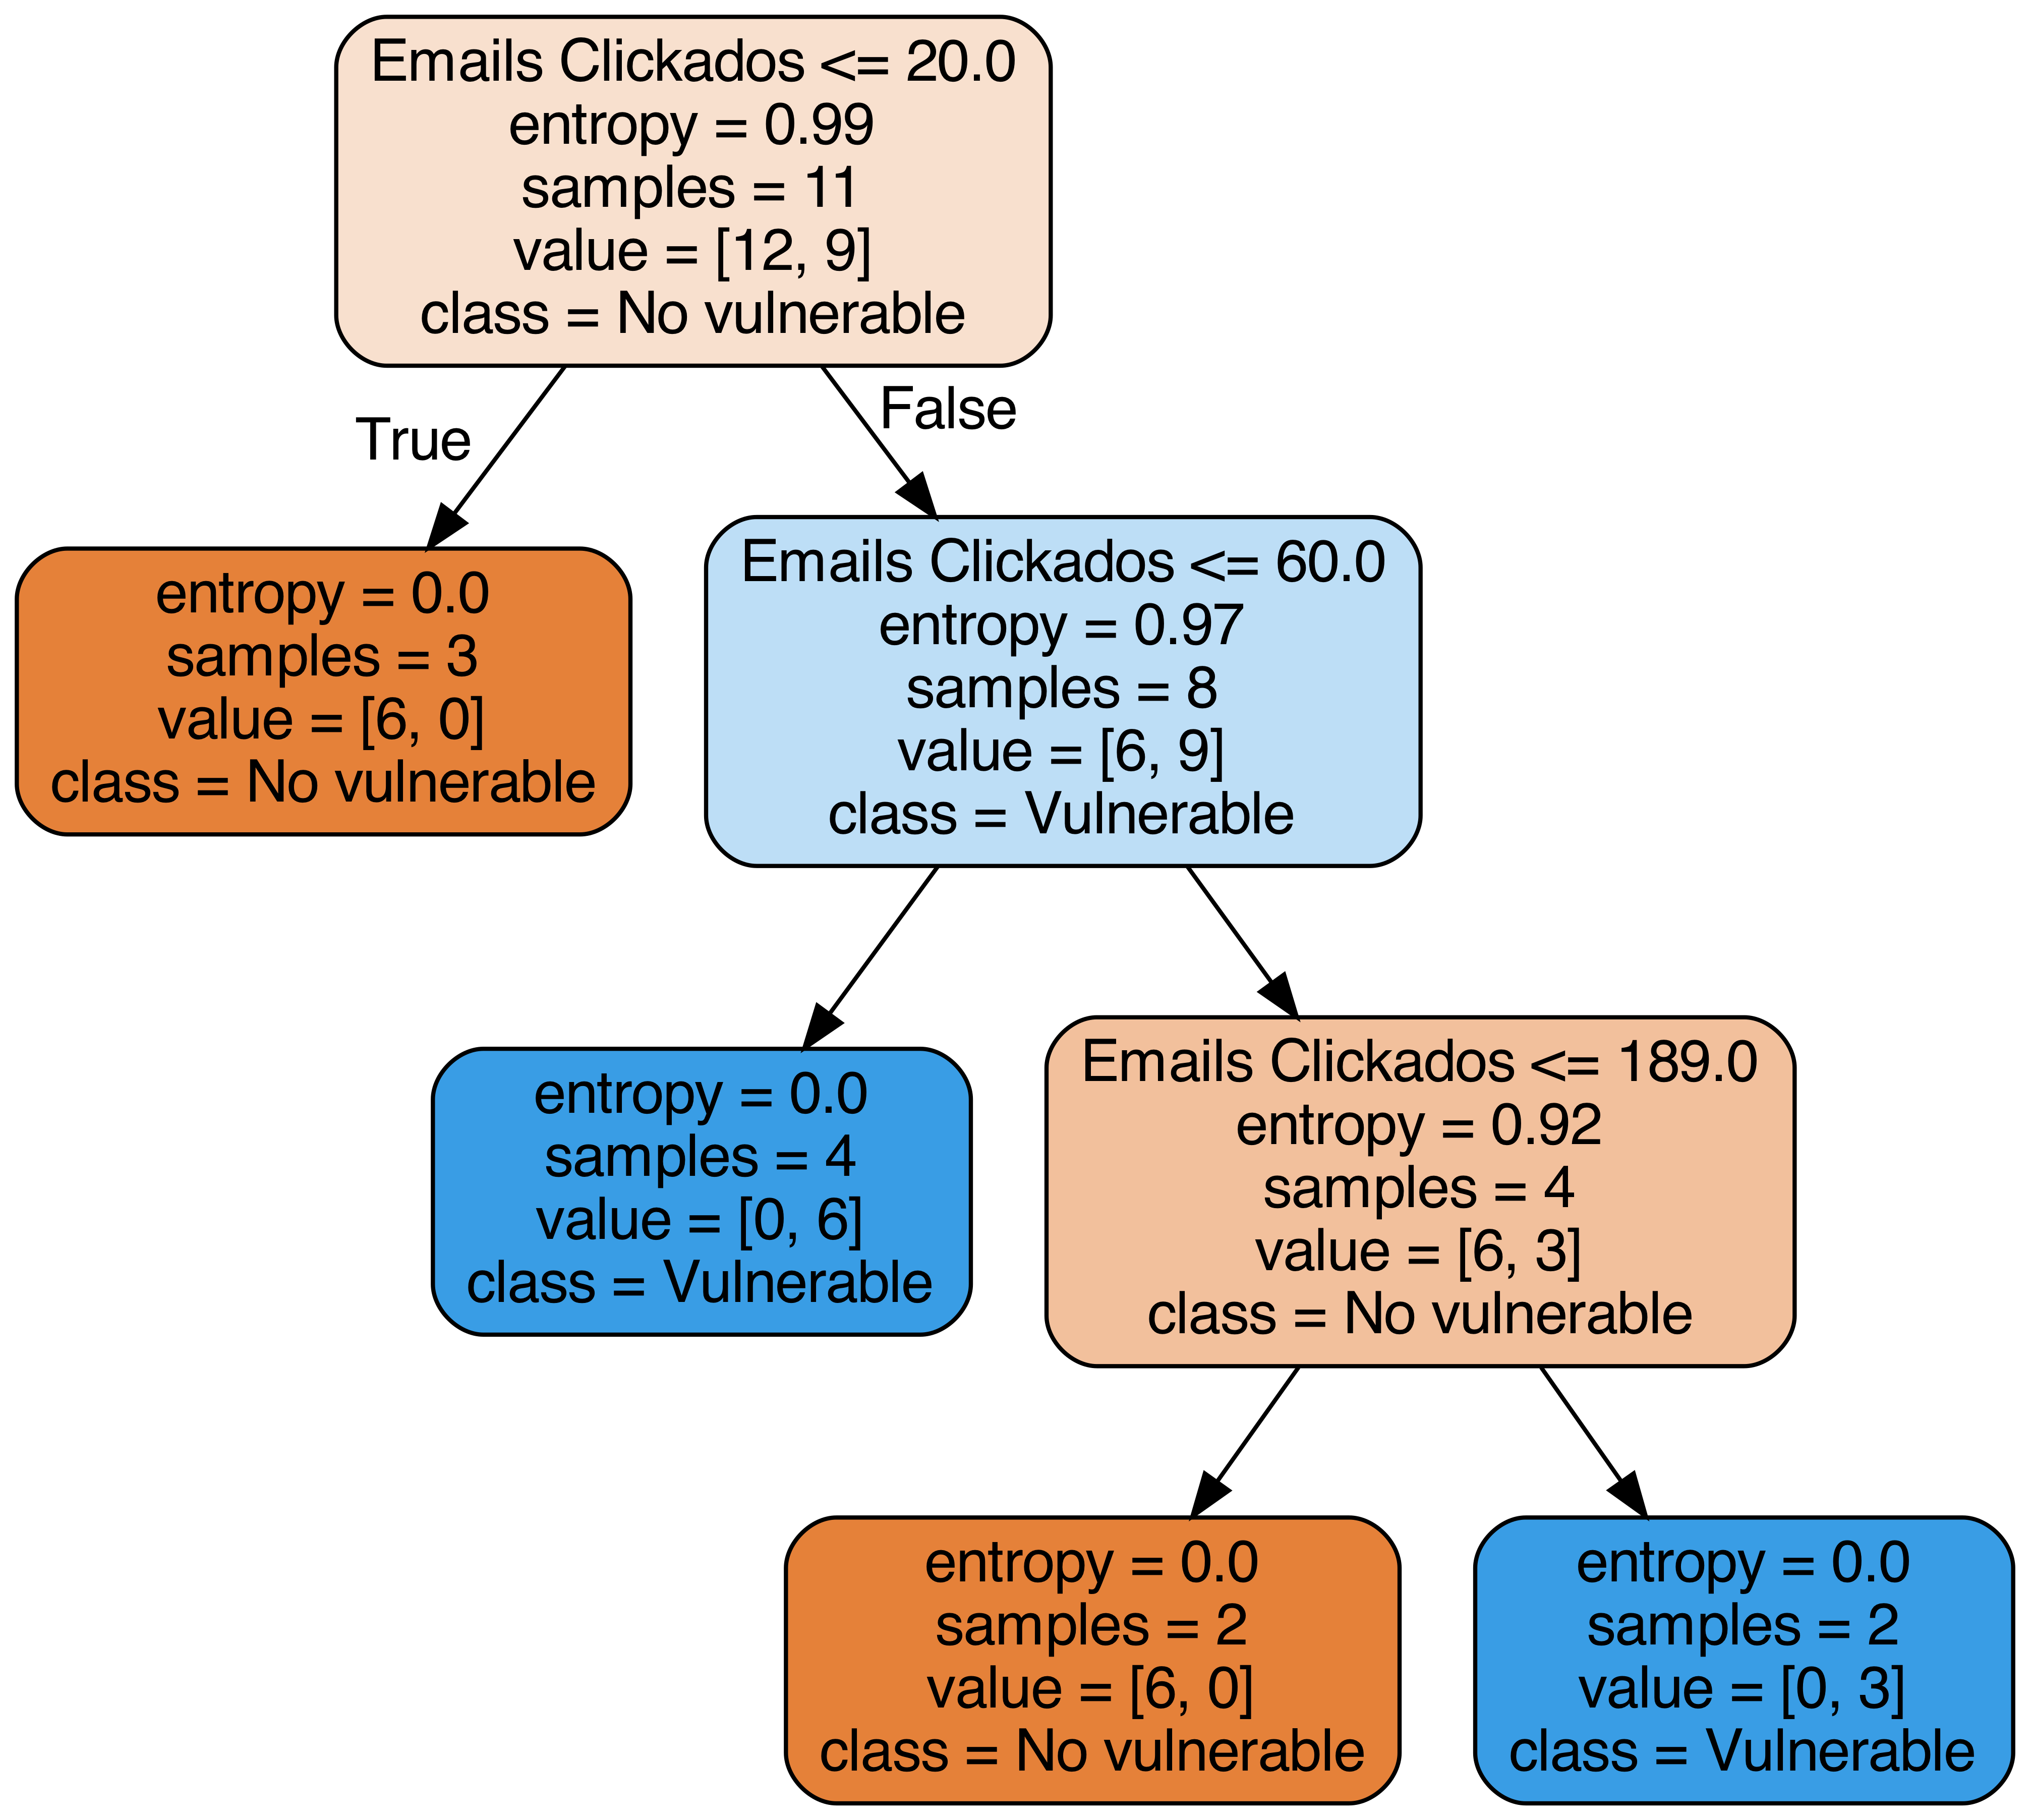 Emails Clickados <= 20.0
entropy = 0.99
samples = 11
value = [12, 9]
class = No vulnerable
True
False
entropy = 0.0
samples = 3
value = [6, 0]
class = No vulnerable
Emails Clickados <= 60.0
entropy = 0.97
samples = 8
value = [6, 9]
class = Vulnerable
entropy = 0.0
samples = 4
value = [0, 6]
class = Vulnerable
Emails Clickados <= 189.0
entropy = 0.92
samples = 4
value = [6, 3]
class = No vulnerable
entropy = 0.0
samples = 2
value = [6, 0]
class = No vulnerable
entropy = 0.0
samples = 2
value = [0, 3]
class = Vulnerable